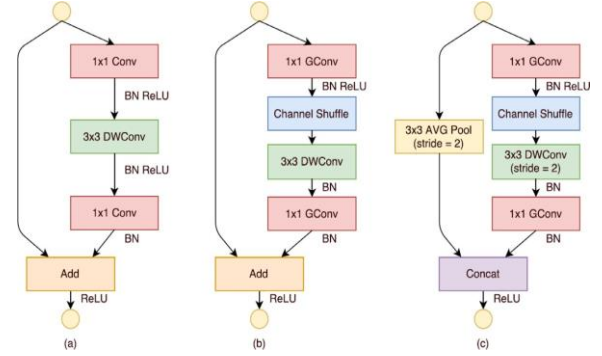 1x1 Conv
BN ReLU
3x3 DWConv
BN ReLU
1x1 Conv
BN
Add
ReLU
(a)
1x1 GConv
BN ReLU
Channel Shuffle
3x3 DWConv
BN
1x1 GConv
BN
Add
ReLU
(b)
3x3 AVG Pool
(stride = 2)
1x1 GConv
BN ReLU
Channel Shuffle
3x3 DWConv
(stride = 2)
BN
1x1 GConv
BN
Concat
ReLU
(c)